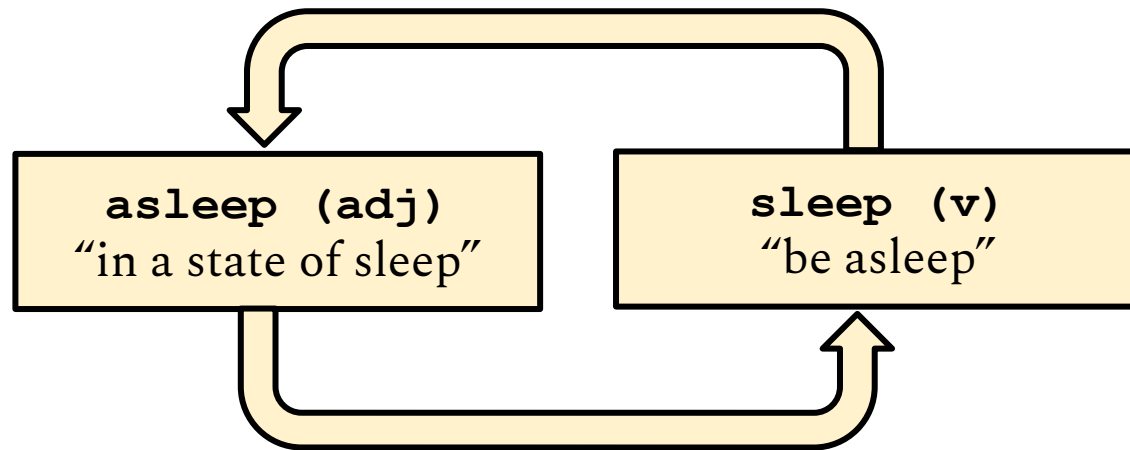 asleep (adj)
“in a state of sleep”
sleep (v)
“be asleep”